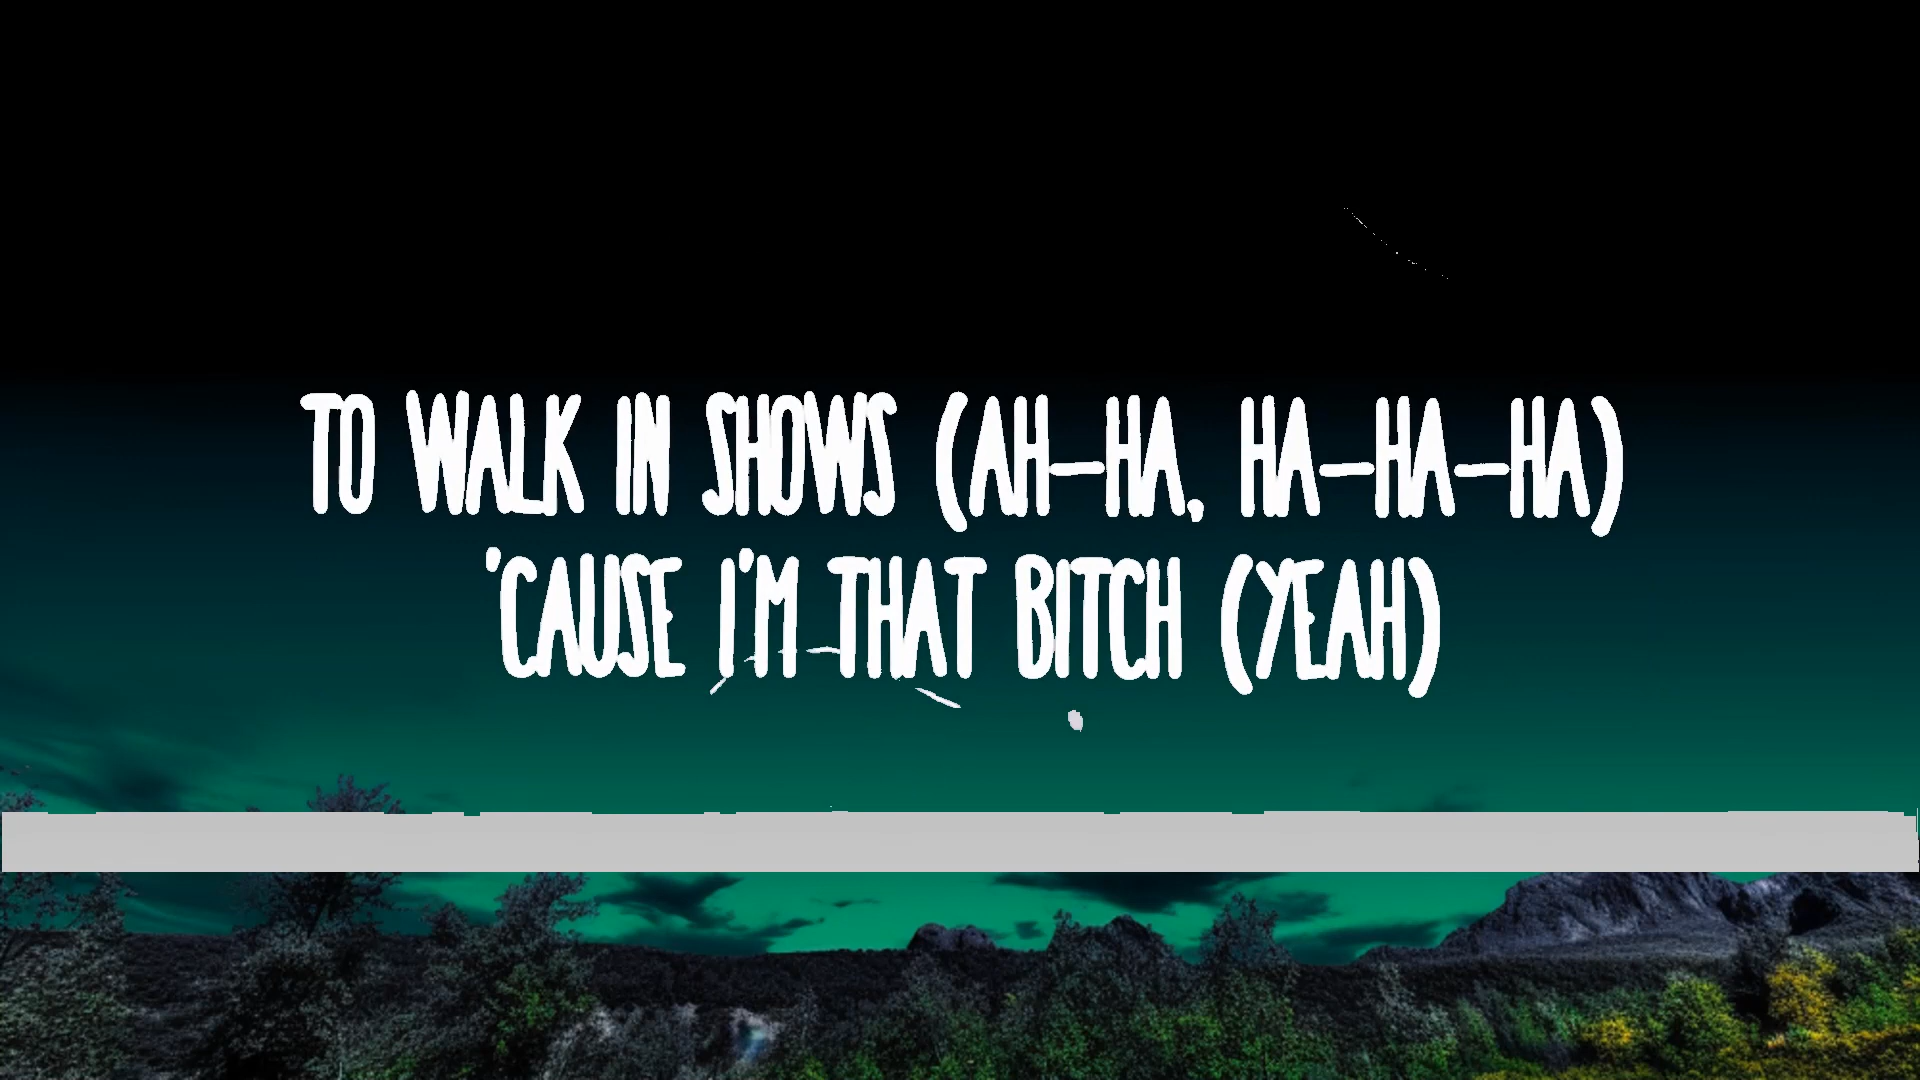 TO WALK IN SHOWS (AH-HA, HA-HA-HA)
'CAUSE I'M THAT BITCH (YEAH)